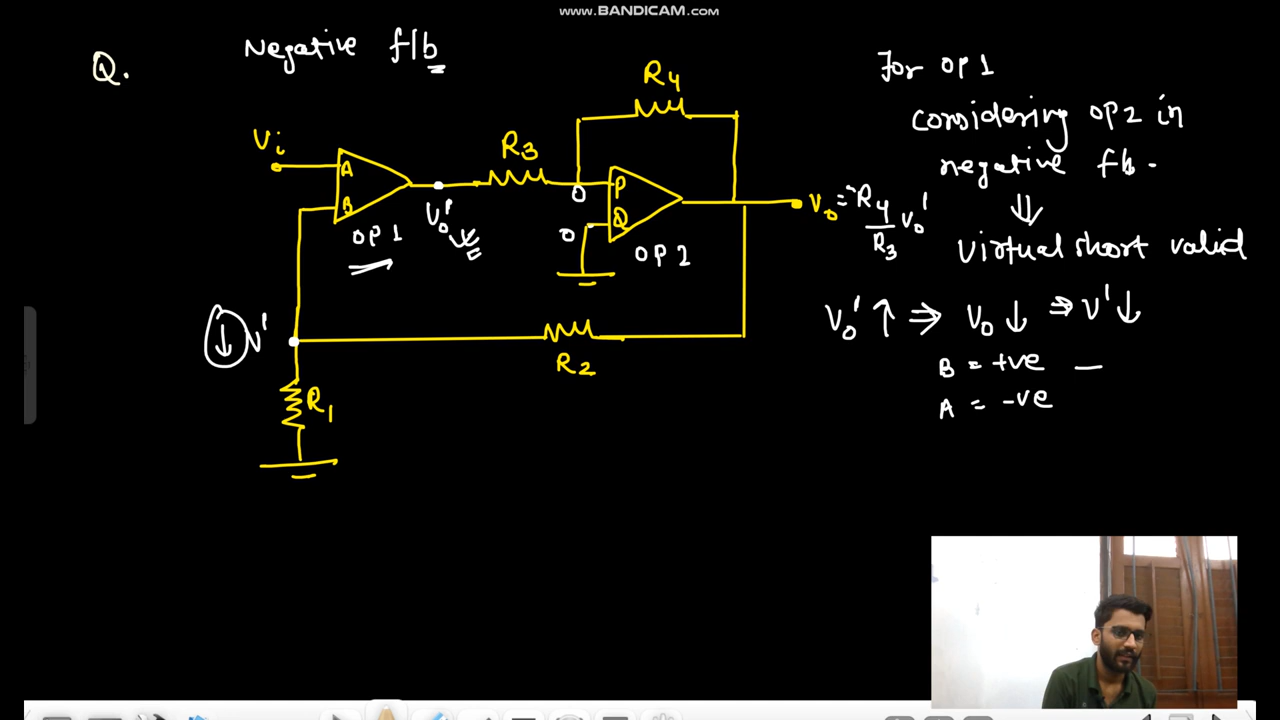 www.BANDICAM.com
Q.
Negative f/b
For OP1
considering OP2 in
negative fb.
⇓
Virtual short valid
Vo'↑ ⇒ Vo↓ ⇒ V'↓
B = +ve —
A = -ve
Vi
A
B
OP1
Vo'
R3
R4
0
P
Q
0
OP2
Vo = -R4/R3 Vo'
↓ V'
R2
R1